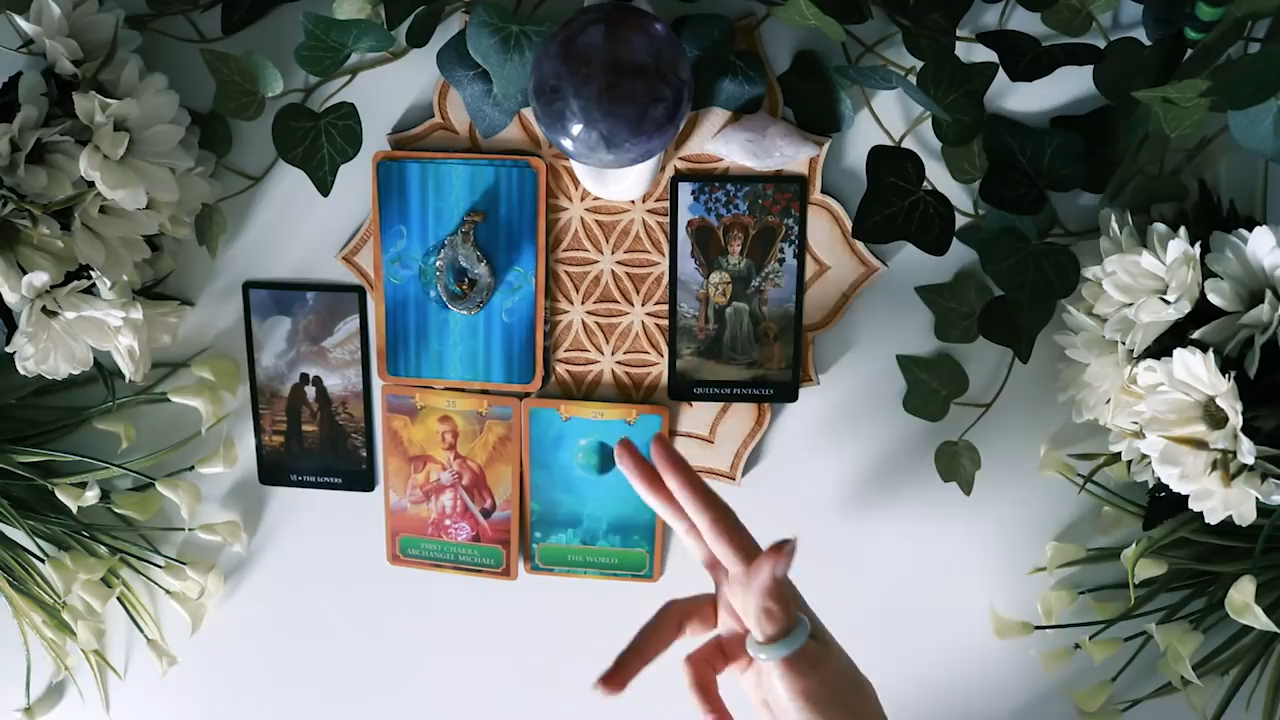 QUEEN OF PENTACLES
VI • THE LOVERS
35
FIRST CHAKRA,
ARCHANGEL MICHAEL
29
THE WORLD